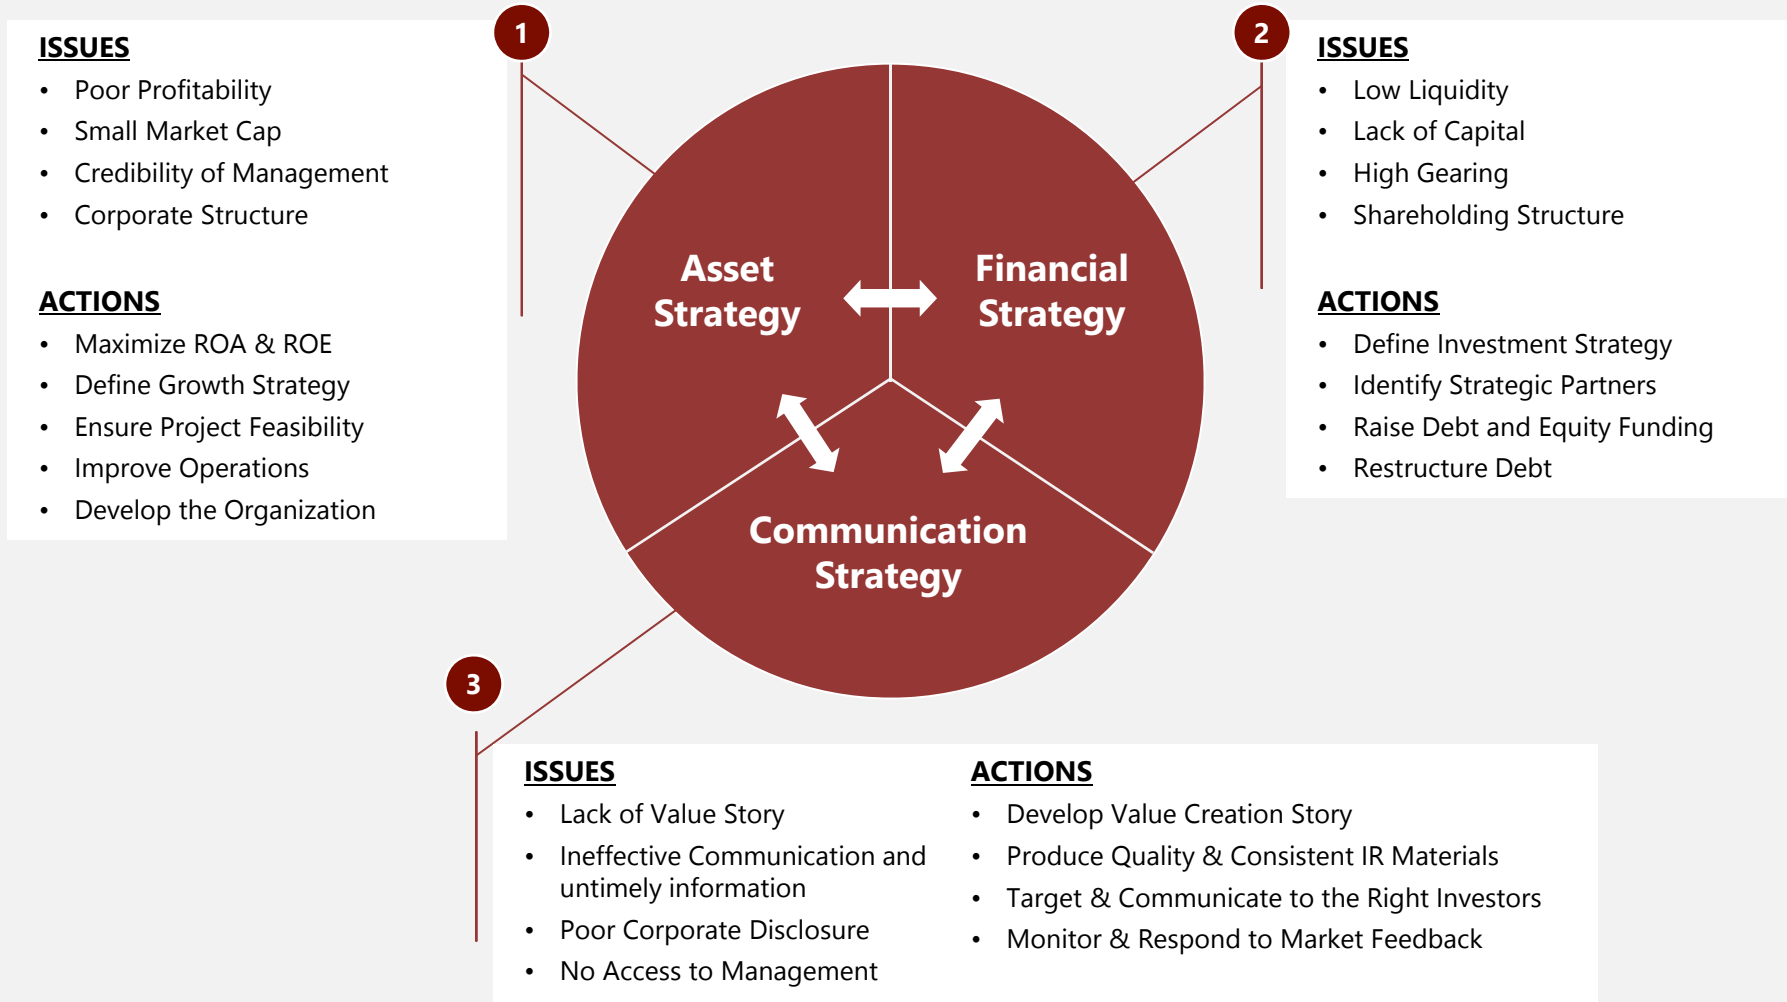 1
ISSUES
• Poor Profitability
• Small Market Cap
• Credibility of Management
• Corporate Structure
ACTIONS
• Maximize ROA & ROE
• Define Growth Strategy
• Ensure Project Feasibility
• Improve Operations
• Develop the Organization
Asset
Strategy
Financial
Strategy
Communication
Strategy
2
ISSUES
• Low Liquidity
• Lack of Capital
• High Gearing
• Shareholding Structure
ACTIONS
• Define Investment Strategy
• Identify Strategic Partners
• Raise Debt and Equity Funding
• Restructure Debt
3
ISSUES
• Lack of Value Story
• Ineffective Communication and
untimely information
• Poor Corporate Disclosure
• No Access to Management
ACTIONS
• Develop Value Creation Story
• Produce Quality & Consistent IR Materials
• Target & Communicate to the Right Investors
• Monitor & Respond to Market Feedback